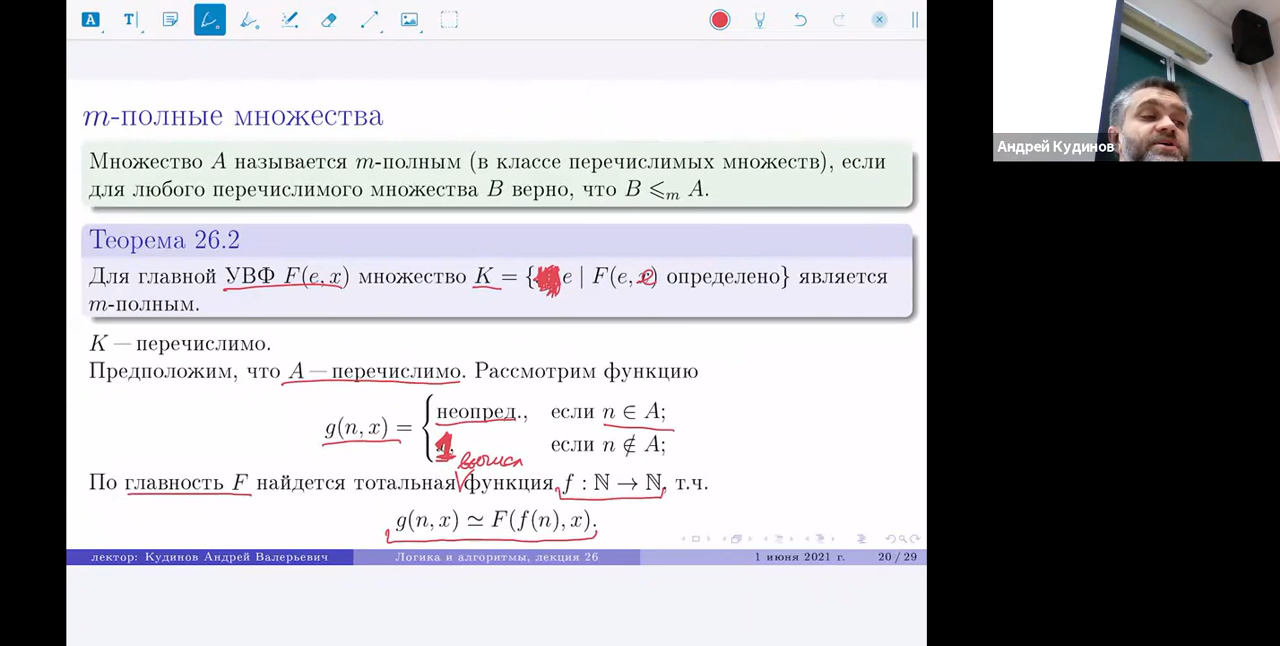 m-полные множества
Множество A называется m-полным (в классе перечислимых множеств), если
для любого перечислимого множества B верно, что B ⩽ₘ A.
Теорема 26.2
Для главной УВФ F(e, x) множество K = { e | F(e, e) определено} является
m-полным.
K — перечислимо.
Предположим, что A — перечислимо. Рассмотрим функцию
g(n, x) = { неопред., если n ∈ A;
1, если n ∉ A;
вычисл
По главность F найдется тотальная функция f : ℕ → ℕ, т.ч.
g(n, x) ≃ F(f(n), x).
лектор: Кудинов Андрей Валерьевич Логика и алгоритмы, лекция 26 1 июня 2021 г. 20 / 29
Андрей Кудинов